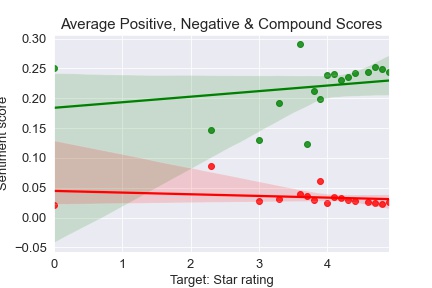 Average Positive, Negative & Compound Scores
0.30
0.25
0.20
0.15
0.10
0.05
0.00
−0.05
Sentiment score
0 1 2 3 4
Target: Star rating